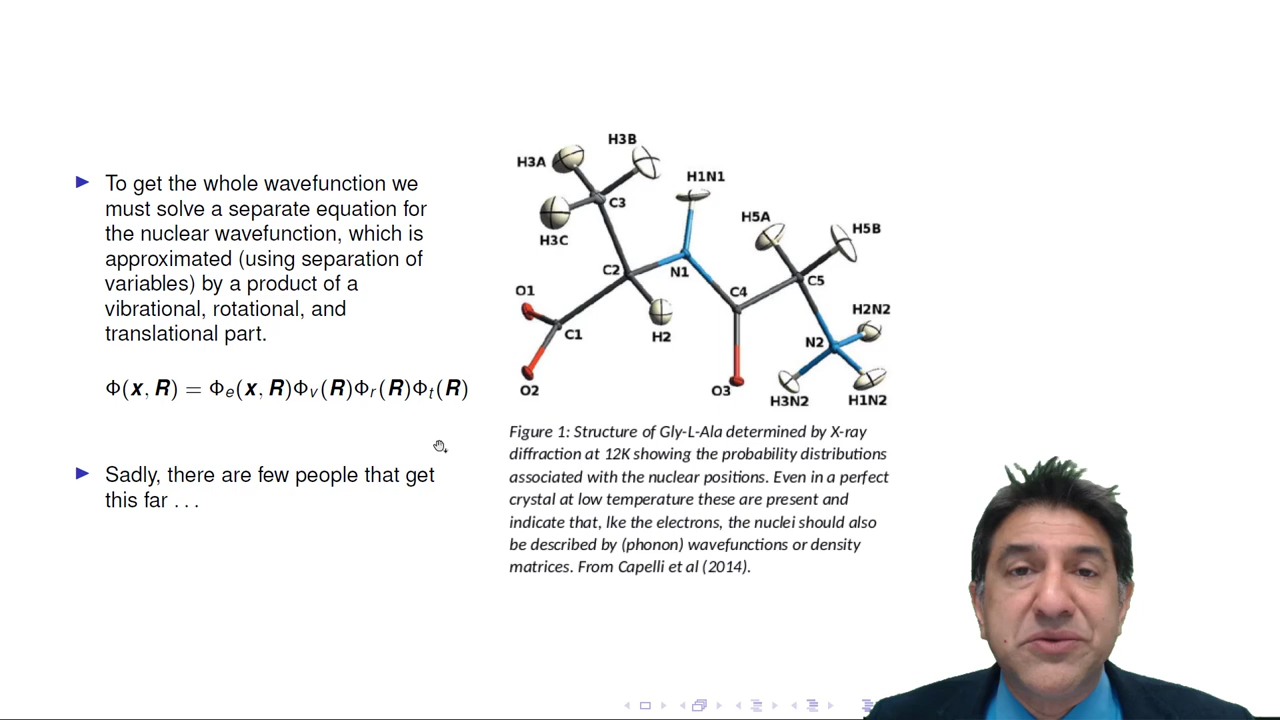 To get the whole wavefunction we
must solve a separate equation for
the nuclear wavefunction, which is
approximated (using separation of
variables) by a product of a
vibrational, rotational, and
translational part.
Φ(x, R) = Φe(x, R)Φv(R)Φr(R)Φt(R)
Sadly, there are few people that get
this far . . .
H3B
H3A
H1N1
C3
H5A
H5B
H3C
C2
N1
C5
O1
C4
H2N2
C1
H2
N2
O2
O3
H3N2
H1N2
Figure 1: Structure of Gly-L-Ala determined by X-ray
diffraction at 12K showing the probability distributions
associated with the nuclear positions. Even in a perfect
crystal at low temperature these are present and
indicate that, lke the electrons, the nuclei should also
be described by (phonon) wavefunctions or density
matrices. From Capelli et al (2014).